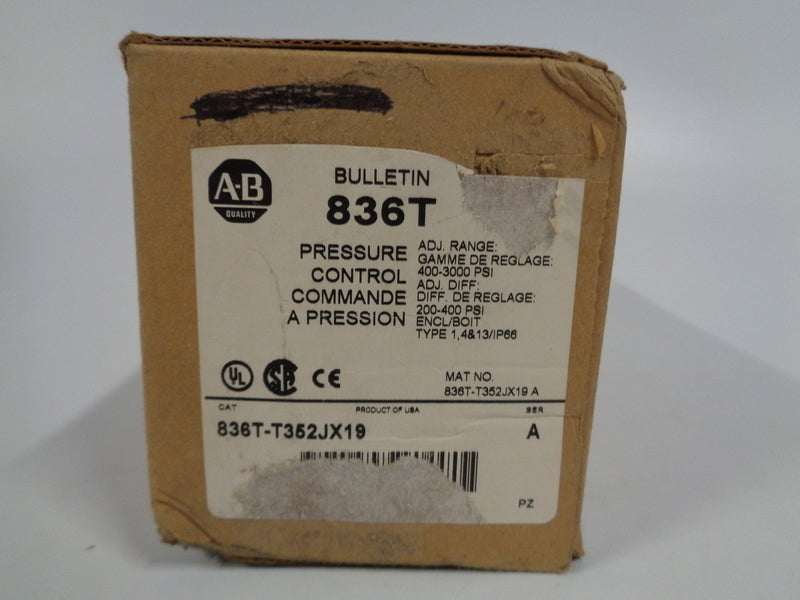 A-B
QUALITY
BULLETIN
836T
PRESSURE
CONTROL
COMMANDE
A PRESSION
ADJ. RANGE:
GAMME DE REGLAGE:
400-3000 PSI
ADJ. DIFF:
DIFF. DE REGLAGE:
200-400 PSI
ENCL/BOIT
TYPE 1,4&13/IP66
UL
SA
CE
MAT NO.
836T-T352JX19 A
CAT
PRODUCT OF USA
SER
836T-T352JX19
A
PZ